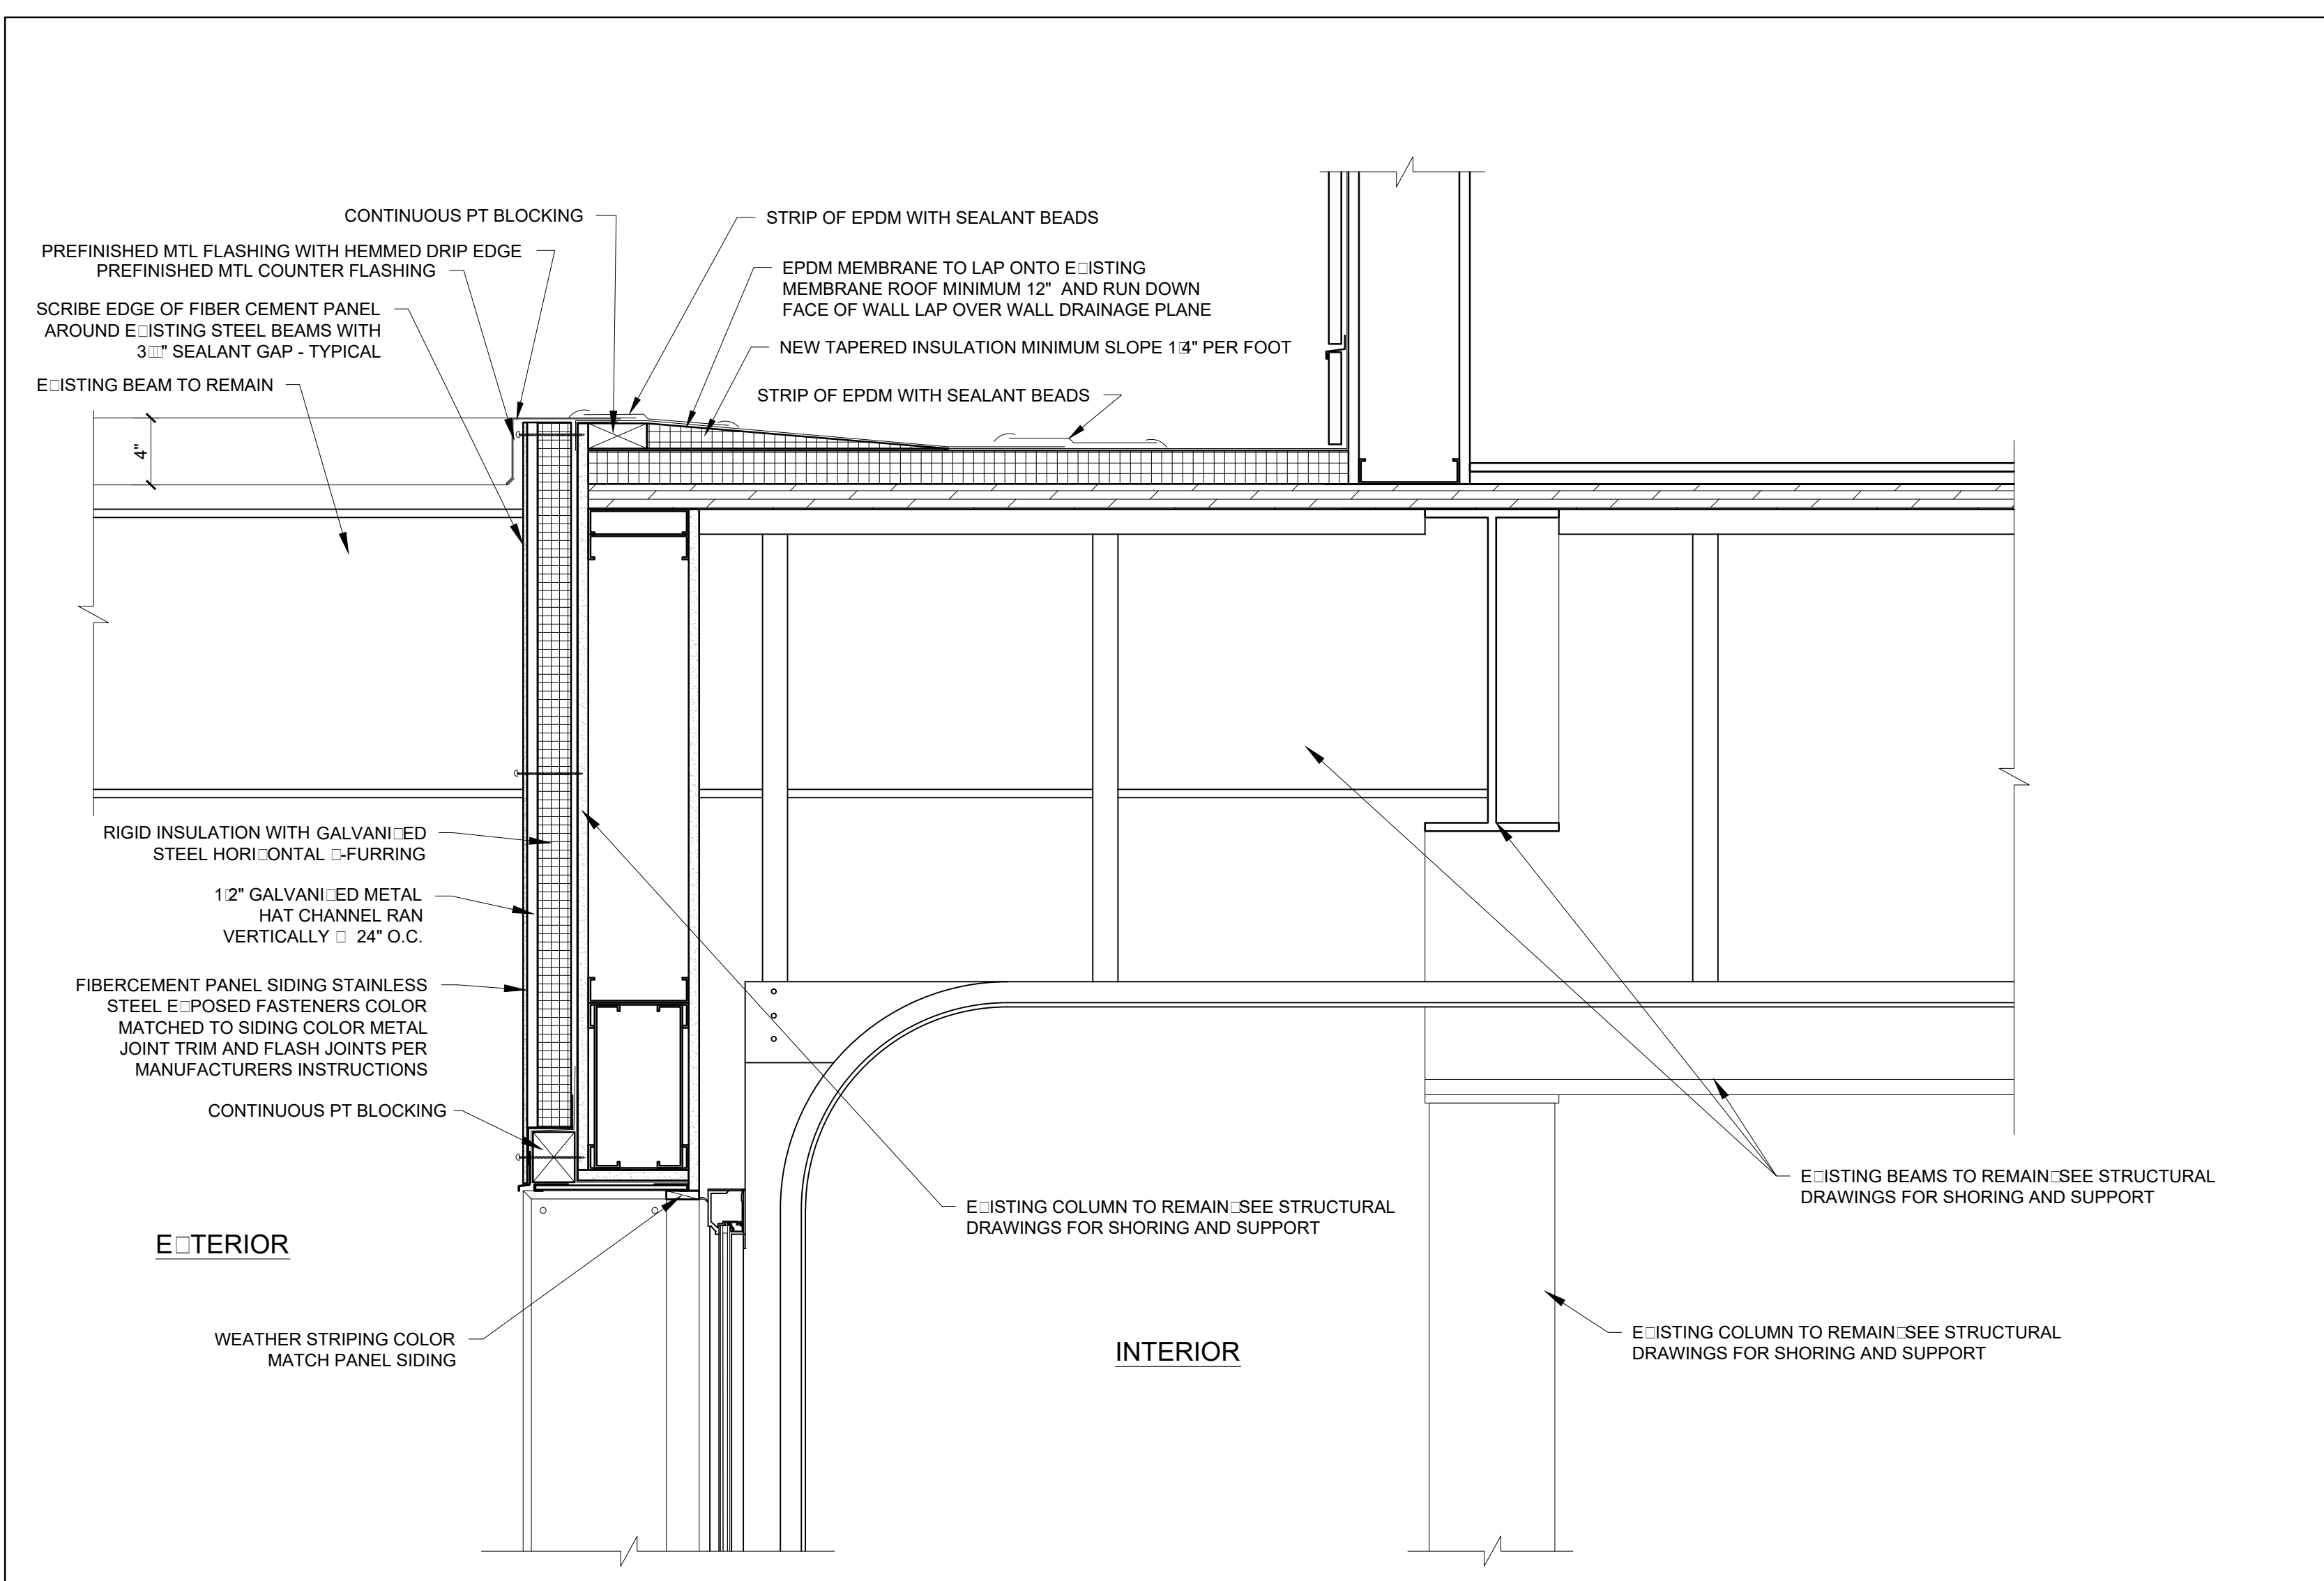 CONTINUOUS PT BLOCKING
PREFINISHED MTL FLASHING WITH HEMMED DRIP EDGE
PREFINISHED MTL COUNTER FLASHING
SCRIBE EDGE OF FIBER CEMENT PANEL
AROUND E□ISTING STEEL BEAMS WITH
3□□" SEALANT GAP - TYPICAL
E□ISTING BEAM TO REMAIN
4"
STRIP OF EPDM WITH SEALANT BEADS
EPDM MEMBRANE TO LAP ONTO E□ISTING
MEMBRANE ROOF MINIMUM 12" AND RUN DOWN
FACE OF WALL LAP OVER WALL DRAINAGE PLANE
NEW TAPERED INSULATION MINIMUM SLOPE 1□4" PER FOOT
STRIP OF EPDM WITH SEALANT BEADS
RIGID INSULATION WITH GALVANI□ED
STEEL HORI□ONTAL □-FURRING
1□2" GALVANI□ED METAL
HAT CHANNEL RAN
VERTICALLY □ 24" O.C.
FIBERCEMENT PANEL SIDING STAINLESS
STEEL E□POSED FASTENERS COLOR
MATCHED TO SIDING COLOR METAL
JOINT TRIM AND FLASH JOINTS PER
MANUFACTURERS INSTRUCTIONS
CONTINUOUS PT BLOCKING
E□TERIOR
WEATHER STRIPING COLOR
MATCH PANEL SIDING
E□ISTING COLUMN TO REMAIN□SEE STRUCTURAL
DRAWINGS FOR SHORING AND SUPPORT
INTERIOR
E□ISTING BEAMS TO REMAIN□SEE STRUCTURAL
DRAWINGS FOR SHORING AND SUPPORT
E□ISTING COLUMN TO REMAIN□SEE STRUCTURAL
DRAWINGS FOR SHORING AND SUPPORT